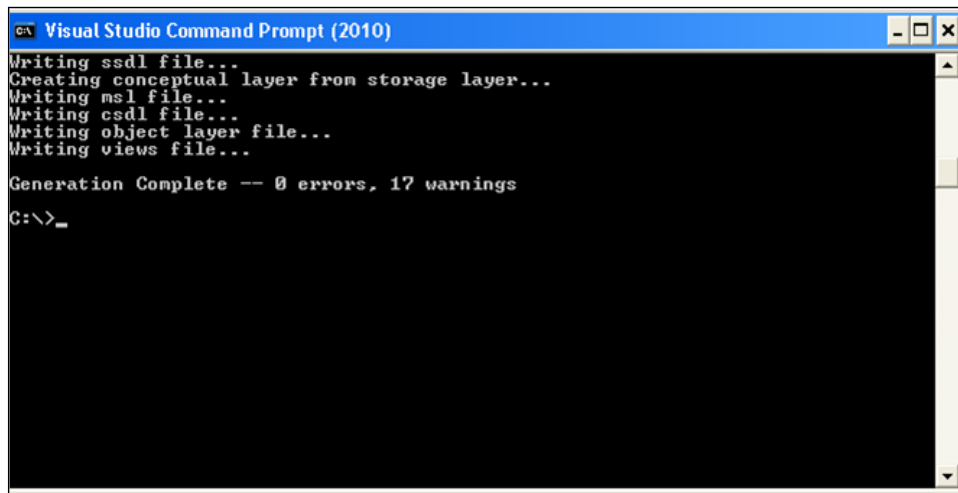 Visual Studio Command Prompt (2010)
Writing ssdl file...
Creating conceptual layer from storage layer...
Writing msl file...
Writing csdl file...
Writing object layer file...
Writing views file...
Generation Complete -- 0 errors, 17 warnings
C:\>_